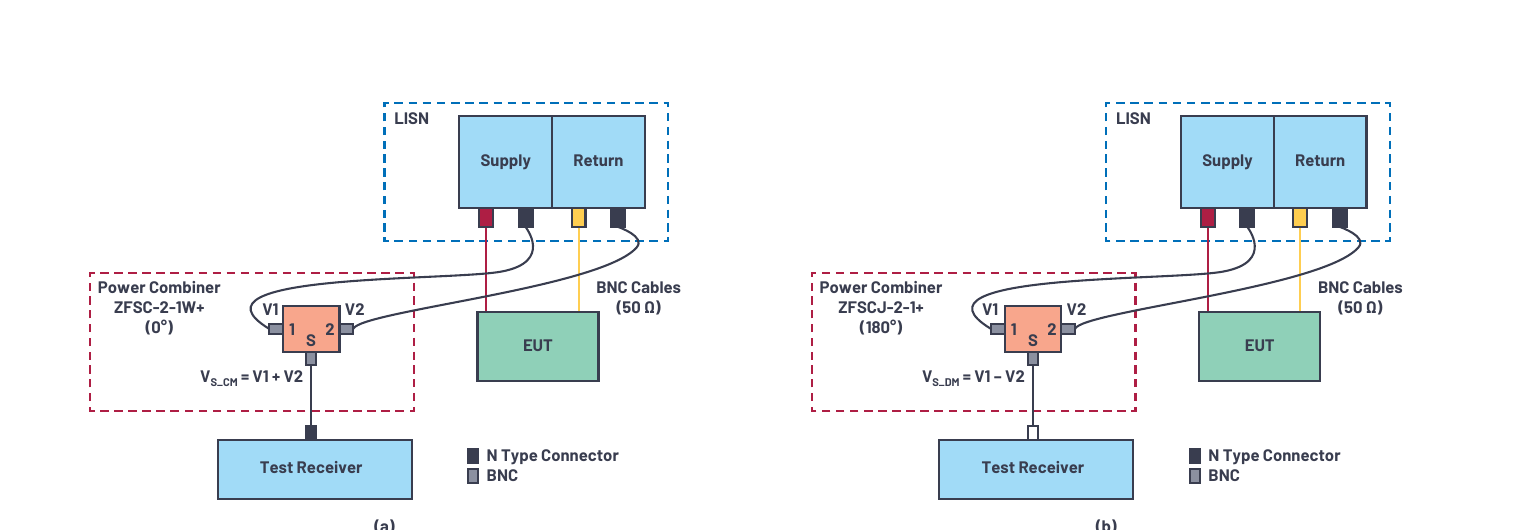 LISN
Supply
Return
Power Combiner
ZFSC-2-1W+
(0°)
V1
V2
1
2
S
BNC Cables
(50 Ω)
EUT
VS_CM = V1 + V2
Test Receiver
N Type Connector
BNC
(a)
LISN
Supply
Return
Power Combiner
ZFSCJ-2-1+
(180°)
V1
V2
1
2
S
BNC Cables
(50 Ω)
EUT
VS_DM = V1 – V2
Test Receiver
N Type Connector
BNC
(b)